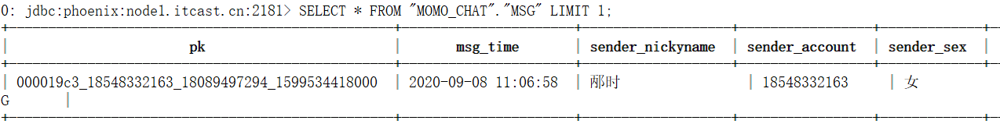 0: jdbc:phoenix:node1.itcast.cn:2181> SELECT * FROM "MOMO_CHAT"."MSG" LIMIT 1;
| pk | msg_time | sender_nickyname | sender_account | sender_sex |
| 000019c3_18548332163_18089497294_1599534418000 | 2020-09-08 11:06:58 | 邴时 | 18548332163 | 女
G |